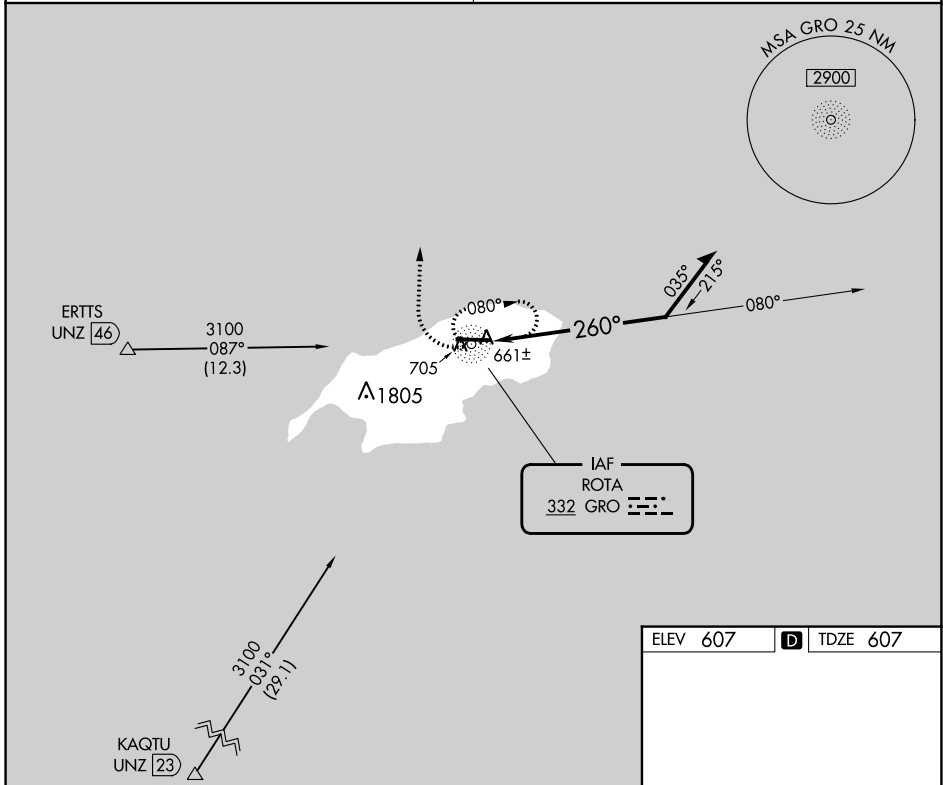 MSA GRO 25 NM
2900
035°
215°
080°
080°
260°
ERTTS
UNZ 46
3100
087°
(12.3)
705
661±
1805
IAF
ROTA
332 GRO
3100
031°
(29.1)
KAQTU
UNZ 23
ELEV 607 D TDZE 607